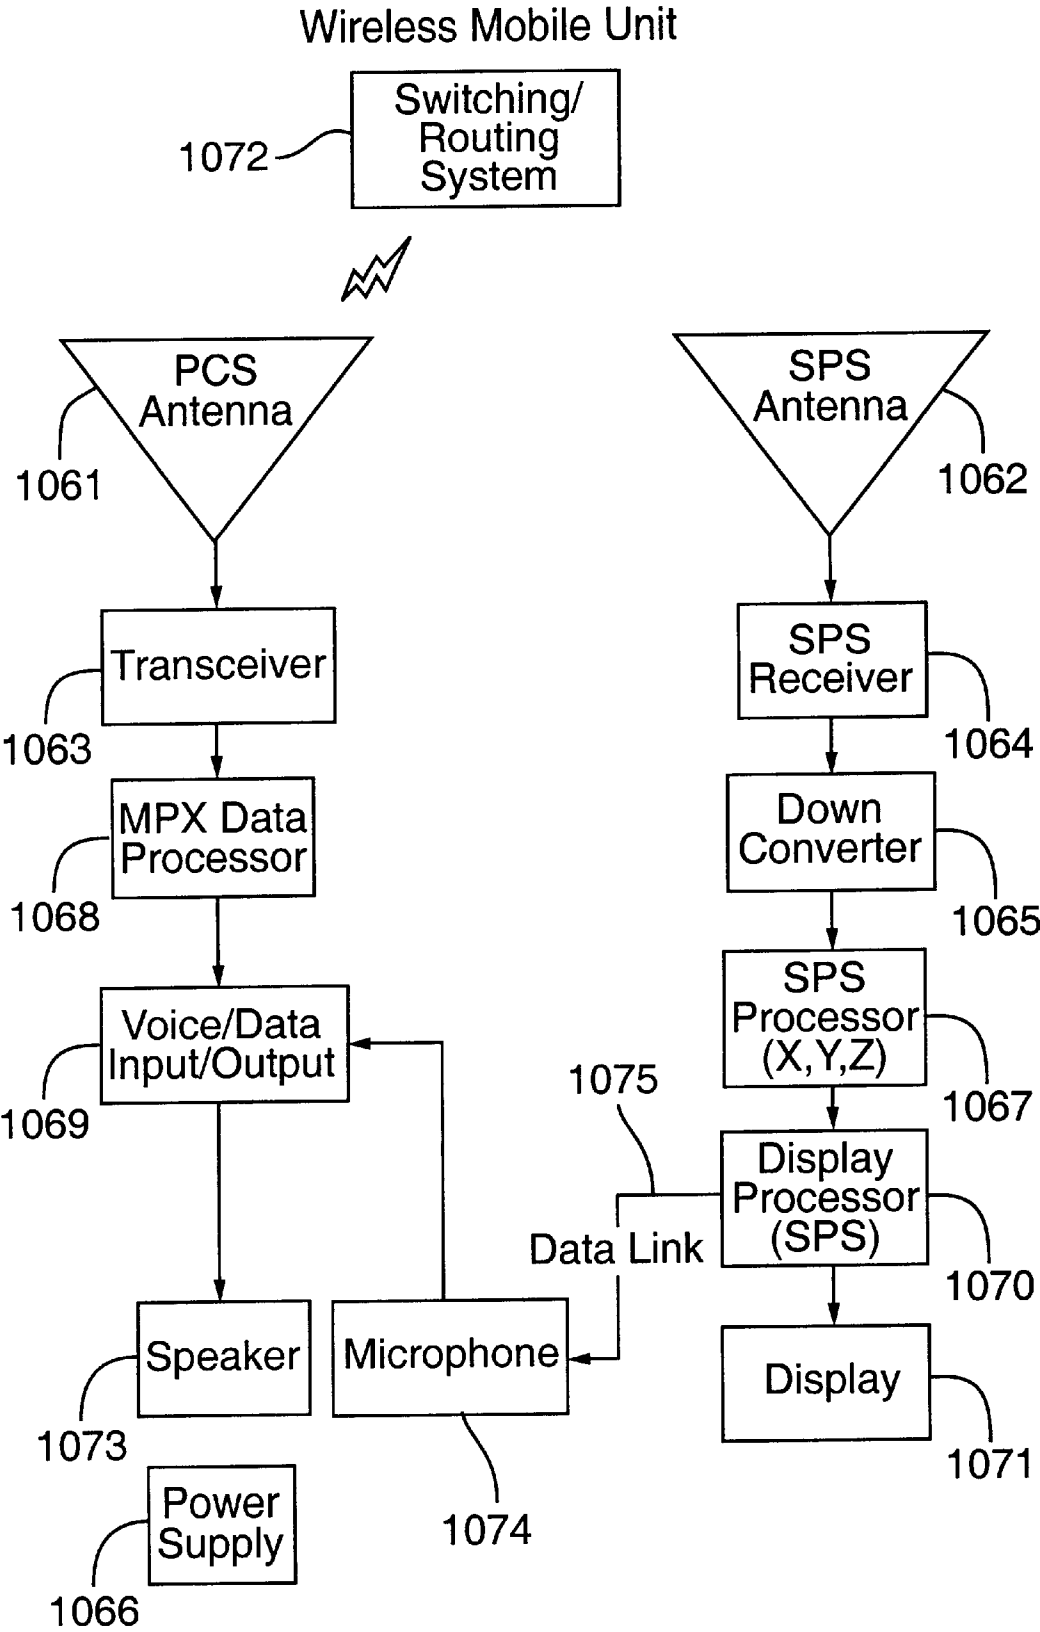 Wireless Mobile Unit
Switching/
Routing
System
1072
PCS
Antenna
1061
SPS
Antenna
1062
Transceiver
1063
SPS
Receiver
1064
MPX Data
Processor
1068
Down
Converter
1065
SPS
Processor
(X,Y,Z)
1067
Voice/Data
Input/Output
1069
1075
Display
Processor
(SPS)
1070
Data Link
Speaker
1073
Microphone
1074
Display
1071
Power
Supply
1066